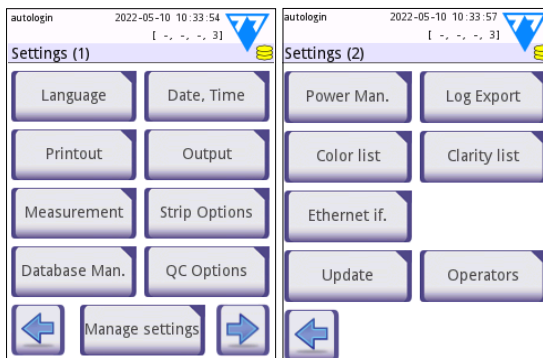 autologin 2022-05-10 10:33:54
[ -, -, -, 3]
Settings (1)
Language Date, Time
Printout Output
Measurement Strip Options
Database Man. QC Options
Manage settings
autologin 2022-05-10 10:33:57
[ -, -, -, 3]
Settings (2)
Power Man. Log Export
Color list Clarity list
Ethernet if.
Update Operators